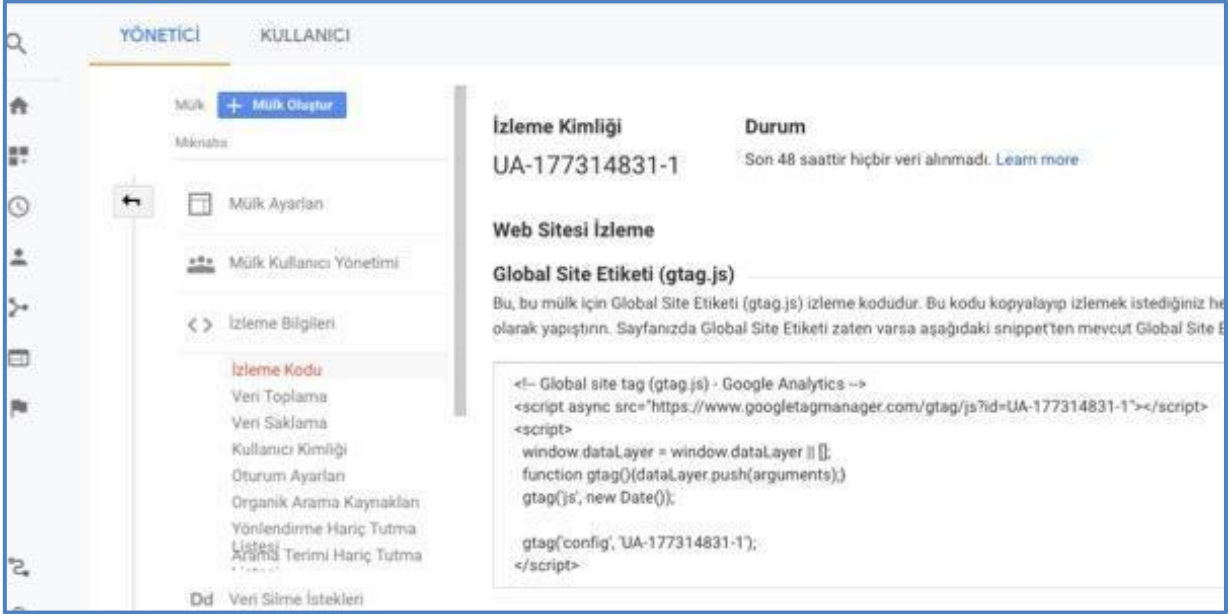 YÖNETİCİ
KULLANICI
Mülk
+ Mülk Oluştur
Mülk Ayarları
Mülk Kullanıcı Yönetimi
<> İzleme Bilgileri
İzleme Kodu
Veri Toplama
Veri Saklama
Kullanıcı Kimliği
Oturum Ayarları
Organik Arama Kaynakları
Yönlendirme Hariç Tutma
Listesi
Arama Terimi Hariç Tutma
Dd Veri Silme İstekleri
İzleme Kimliği
UA-177314831-1
Durum
Son 48 saattir hiçbir veri alınmadı. Learn more
Web Sitesi İzleme
Global Site Etiketi (gtag.js)
Bu, bu mülk için Global Site Etiketi (gtag.js) izleme kodudur. Bu kodu kopyalayıp izlemek istediğiniz he
olarak yapıştırın. Sayfanızda Global Site Etiketi zaten varsa aşağıdaki snippet'ten mevcut Global Site E
<!-- Global site tag (gtag.js) - Google Analytics -->
<script async src="https://www.googletagmanager.com/gtag/js?id=UA-177314831-1"></script>
<script>
window.dataLayer = window.dataLayer || [];
function gtag(){dataLayer.push(arguments);}
gtag('js', new Date());
gtag('config', 'UA-177314831-1');
</script>